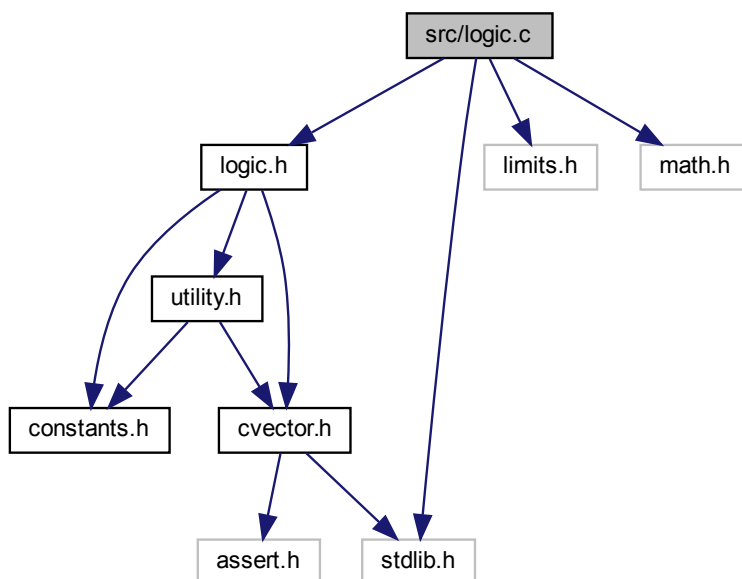 src/logic.c
logic.h
limits.h
math.h
utility.h
constants.h
cvector.h
assert.h
stdlib.h